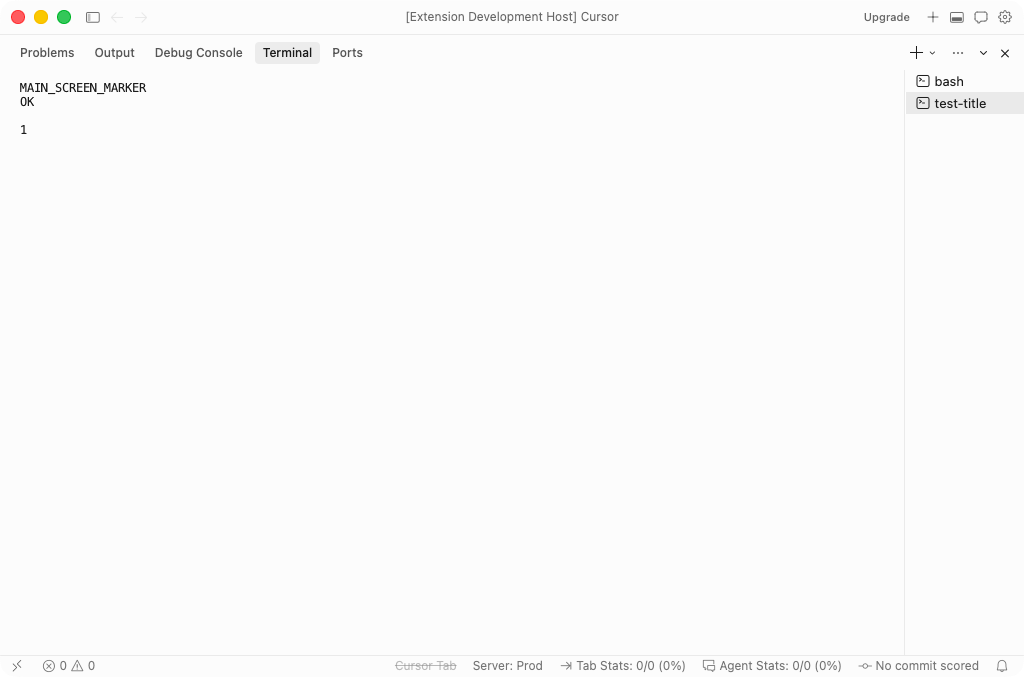 [Extension Development Host] Cursor
Upgrade
Problems Output Debug Console Terminal Ports
MAIN_SCREEN_MARKER
OK
1
bash
test-title
0 0 Cursor Tab Server: Prod Tab Stats: 0/0 (0%) Agent Stats: 0/0 (0%) No commit scored